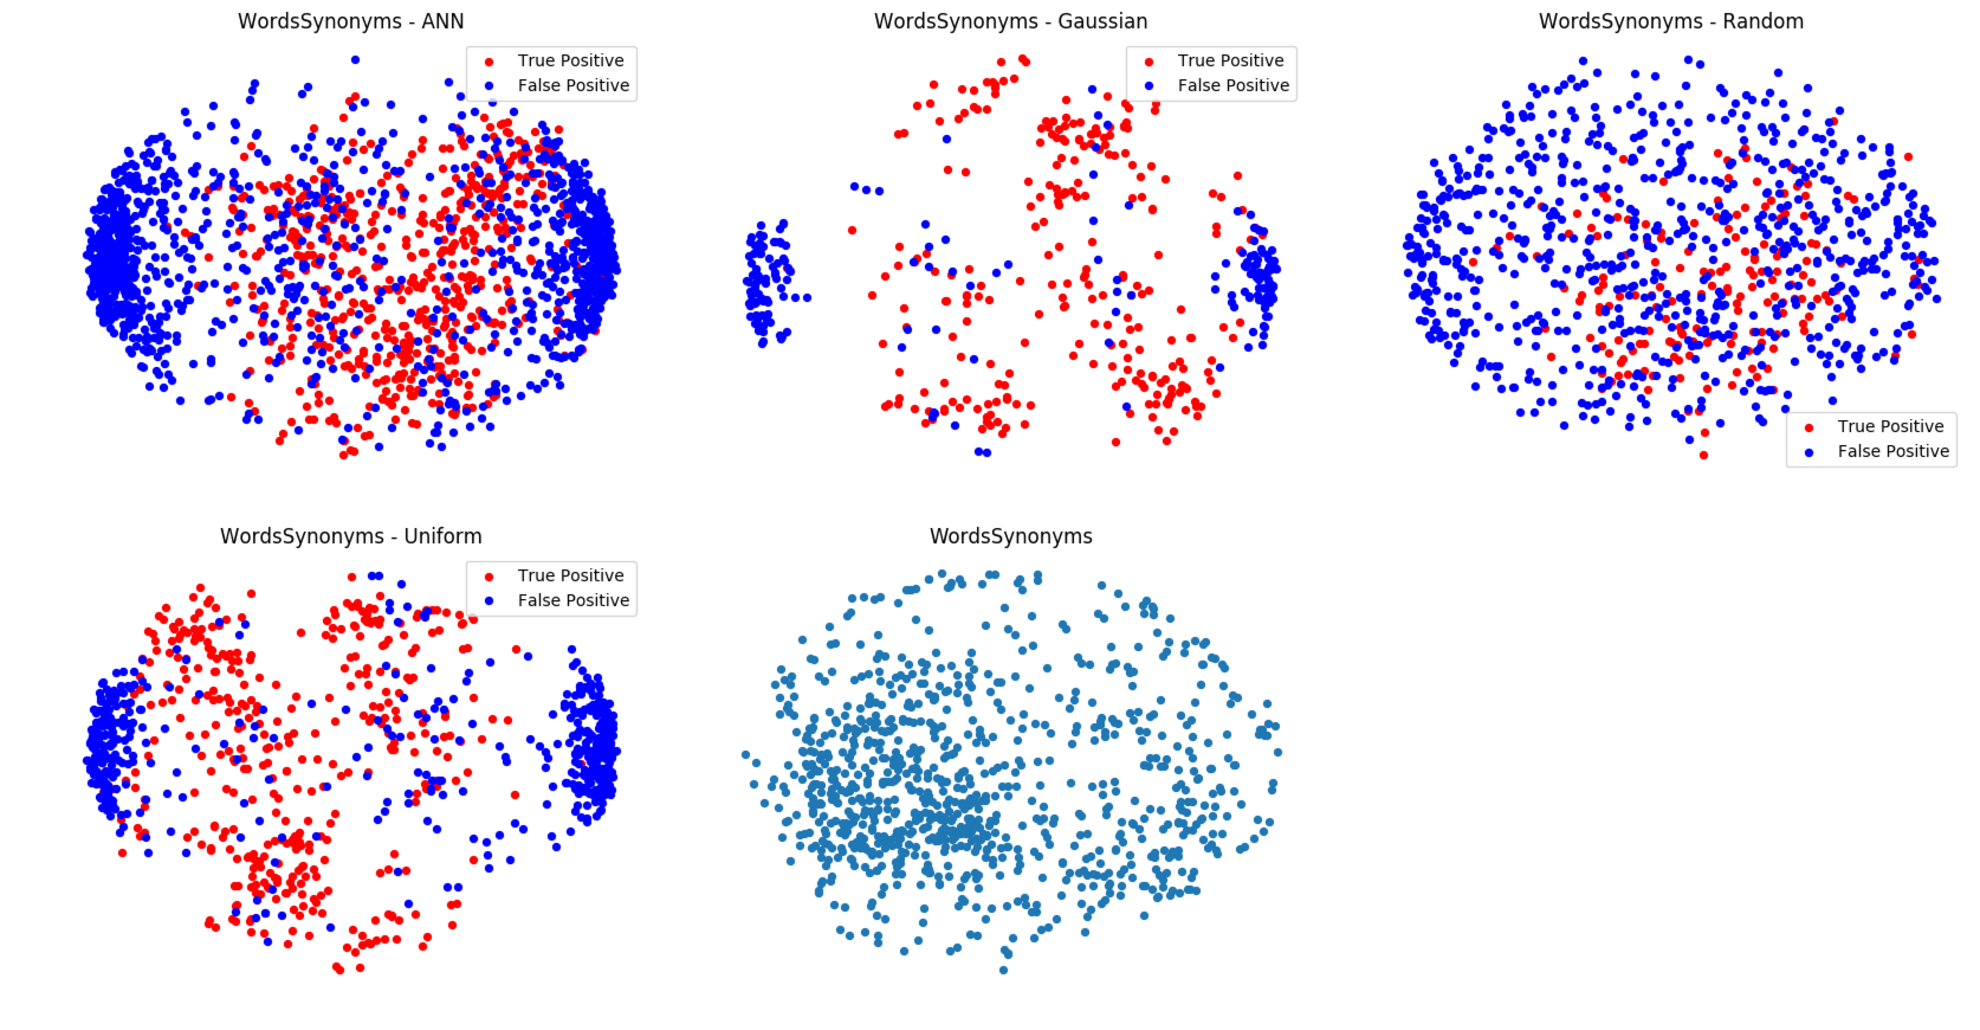 WordsSynonyms - ANN
True Positive
False Positive
WordsSynonyms - Gaussian
True Positive
False Positive
WordsSynonyms - Random
True Positive
False Positive
WordsSynonyms - Uniform
True Positive
False Positive
WordsSynonyms